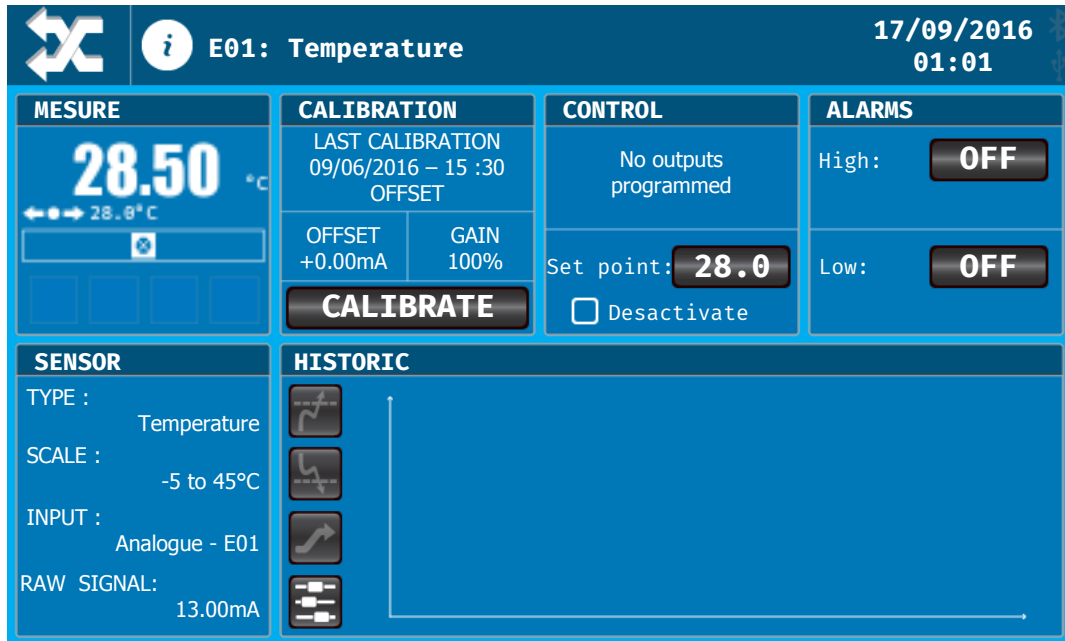 i
E01: Temperature
17/09/2016
01:01
MESURE
28.50 °C
28.0°C
CALIBRATION
LAST CALIBRATION
09/06/2016 – 15 :30
OFFSET
OFFSET
+0.00mA
GAIN
100%
CALIBRATE
CONTROL
No outputs
programmed
Set point: 28.0
Desactivate
ALARMS
High: OFF
Low: OFF
SENSOR
TYPE :
Temperature
SCALE :
-5 to 45°C
INPUT :
Analogue - E01
RAW SIGNAL:
13.00mA
HISTORIC